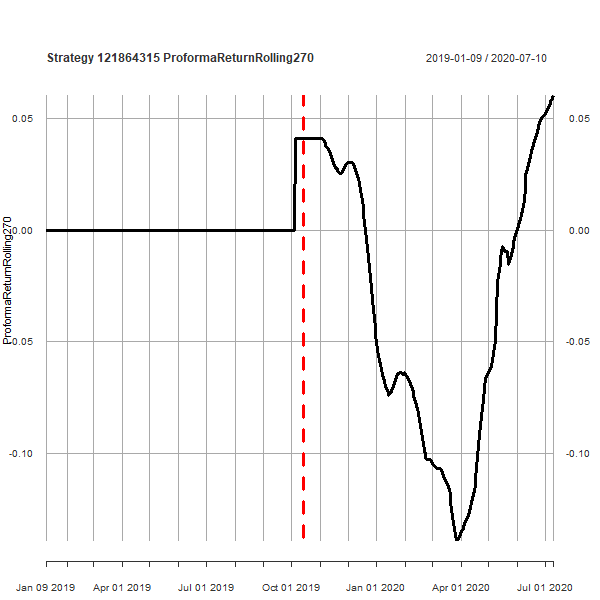 Strategy 121864315 ProformaReturnRolling270
2019-01-09 / 2020-07-10
ProformaReturnRolling270
0.05
0.05
0.00
0.00
-0.05
-0.05
-0.10
-0.10
Jan 09 2019
Apr 01 2019
Jul 01 2019
Oct 01 2019
Jan 01 2020
Apr 01 2020
Jul 01 2020